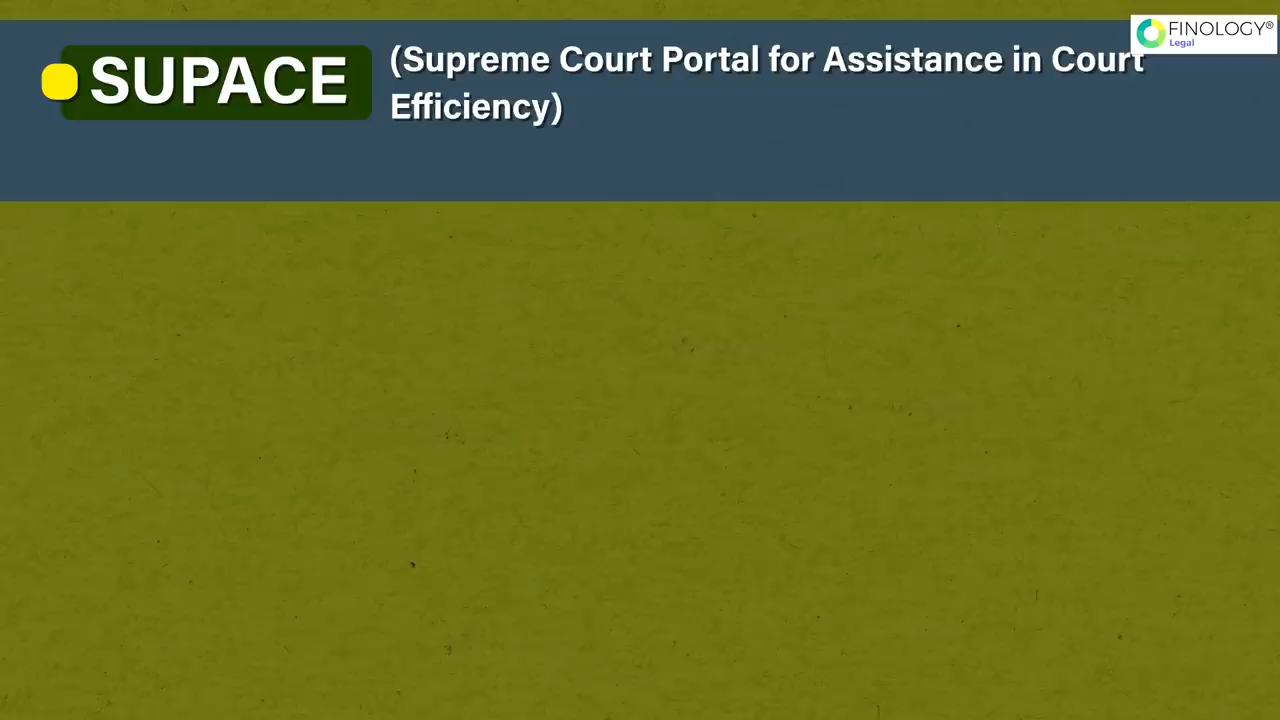 FINOLOGY®
Legal
SUPACE
(Supreme Court Portal for Assistance in Court
Efficiency)